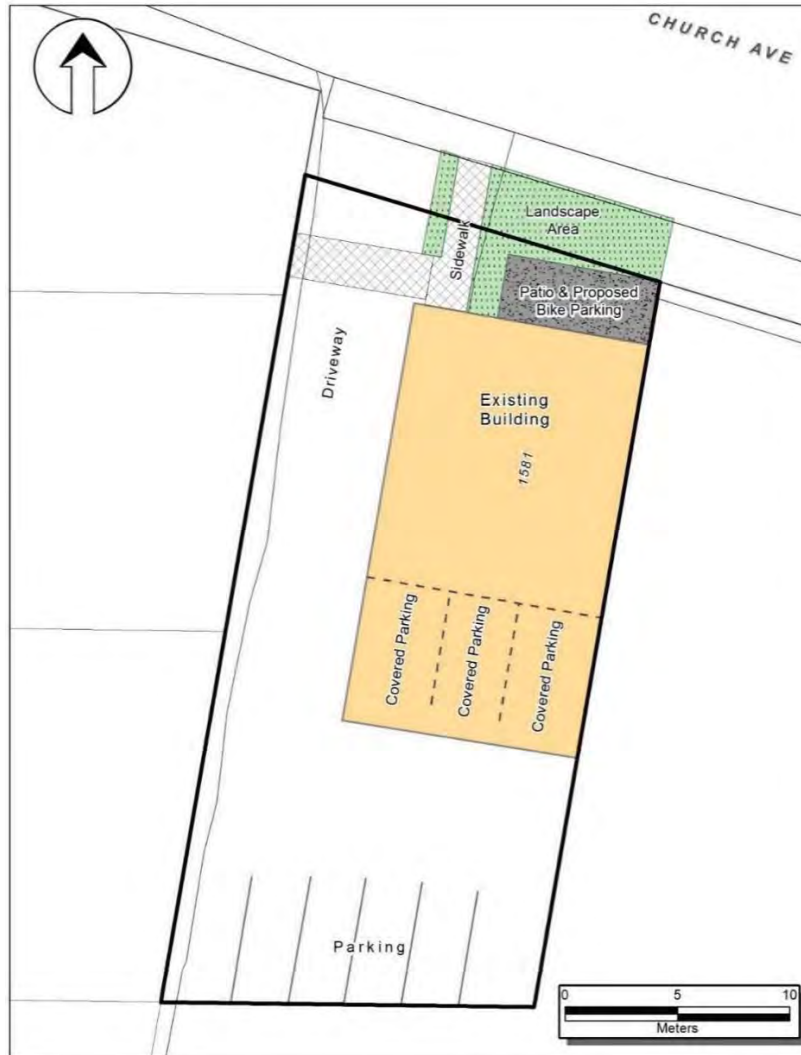 CHURCH AVE
Landscape
Area
Sidewalk
Patio & Proposed
Bike Parking
Driveway
Existing
Building
1581
Covered Parking
Covered Parking
Covered Parking
Parking
0 5 10
Meters